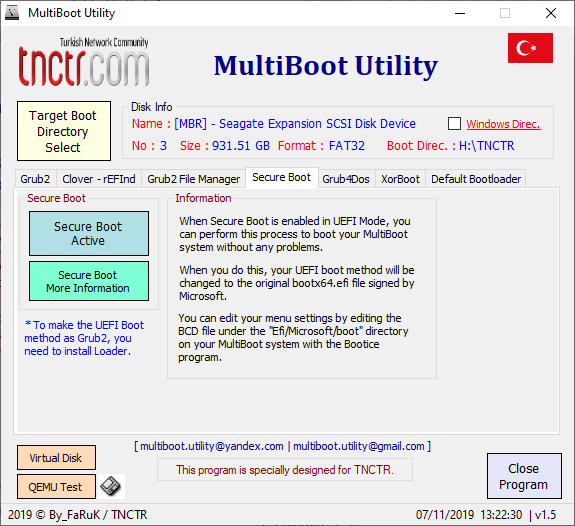 MultiBoot Utility
Turkish Network Community
tnctr.com
MultiBoot Utility
Target Boot
Directory
Select
Disk Info
Name : [MBR] - Seagate Expansion SCSI Disk Device
Windows Direc.
No : 3 Size : 931.51 GB Format : FAT32 Boot Direc. : H:\TNCTR
Grub2 Clover - rEFInd Grub2 File Manager Secure Boot Grub4Dos XorBoot Default Bootloader
Secure Boot
Secure Boot
Active
Secure Boot
More Information
* To make the UEFI Boot
method as Grub2, you
need to install Loader.
Information
When Secure Boot is enabled in UEFI Mode, you
can perform this process to boot your MultiBoot
system without any problems.
When you do this, your UEFI boot method will be
changed to the original bootx64.efi file signed by
Microsoft.
You can edit your menu settings by editing the
BCD file under the "Efi/Microsoft/boot" directory
on your MultiBoot system with the Bootice
program.
[ multiboot.utility@yandex.com | multiboot.utility@gmail.com ]
Virtual Disk
QEMU Test
This program is specially designed for TNCTR.
Close
Program
2019 © By_FaRuK / TNCTR
07/11/2019 13:22:30 | v1.5